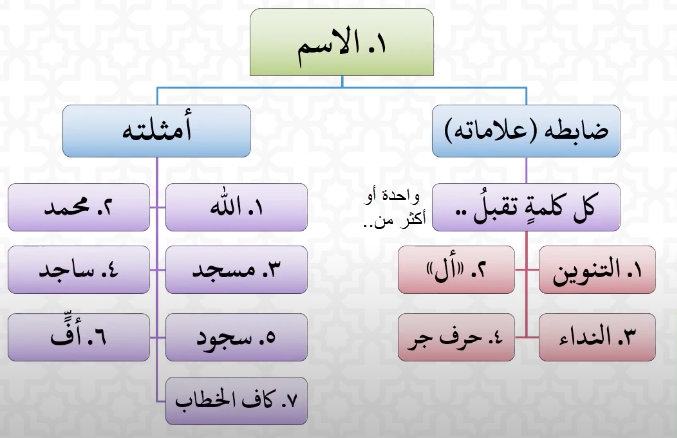 ١. الاسم
ضابطه (علاماته)
كل كلمةٍ تقبلُ ..
واحدة أو
أكثر من..
١. التنوين
٢. «أل»
٣. النداء
٤. حرف جر
أمثلته
١. الله
٢. محمد
٣. مسجد
٤. ساجد
٥. سجود
٦. أفٍّ
٧. كاف الخطاب